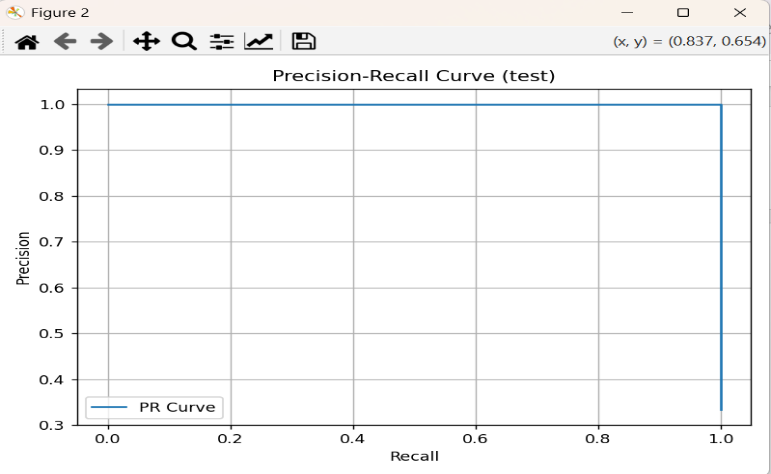 Figure 2
(x, y) = (0.837, 0.654)
Precision-Recall Curve (test)
1.0
0.9
0.8
0.7
0.6
0.5
0.4
0.3
Precision
PR Curve
0.0 0.2 0.4 0.6 0.8 1.0
Recall